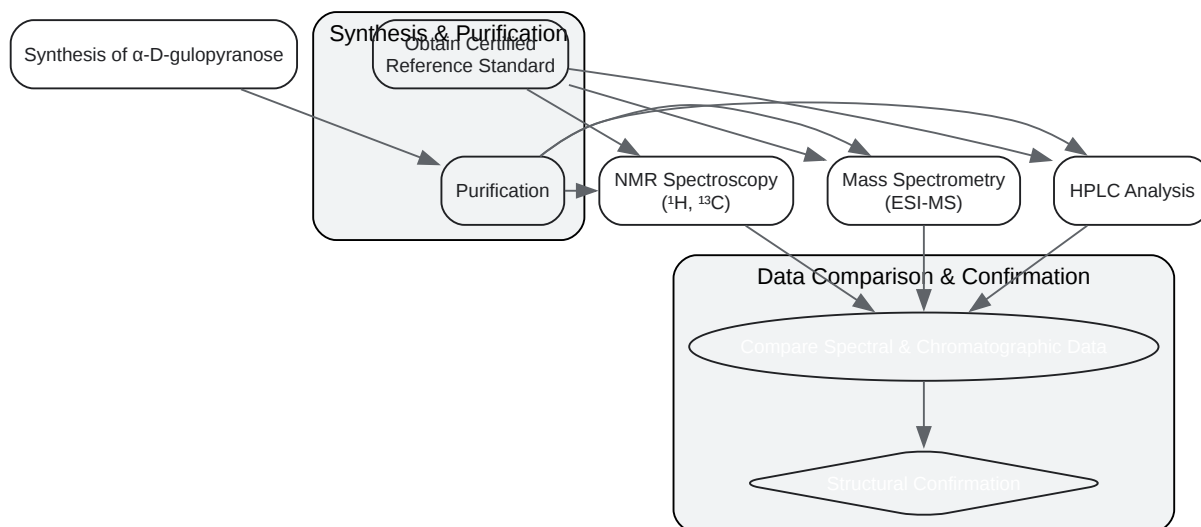 Synthesis & Purification
Synthesis of α-D-gulopyranose
Obtain Certified
Reference Standard
Purification
NMR Spectroscopy
(¹H, ¹³C)
Mass Spectrometry
(ESI-MS)
HPLC Analysis
Data Comparison & Confirmation
Compare Spectral & Chromatographic Data
Structural Confirmation